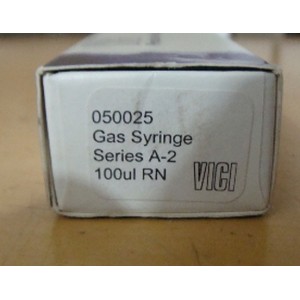 050025
Gas Syringe
Series A-2
100ul RN
VICI